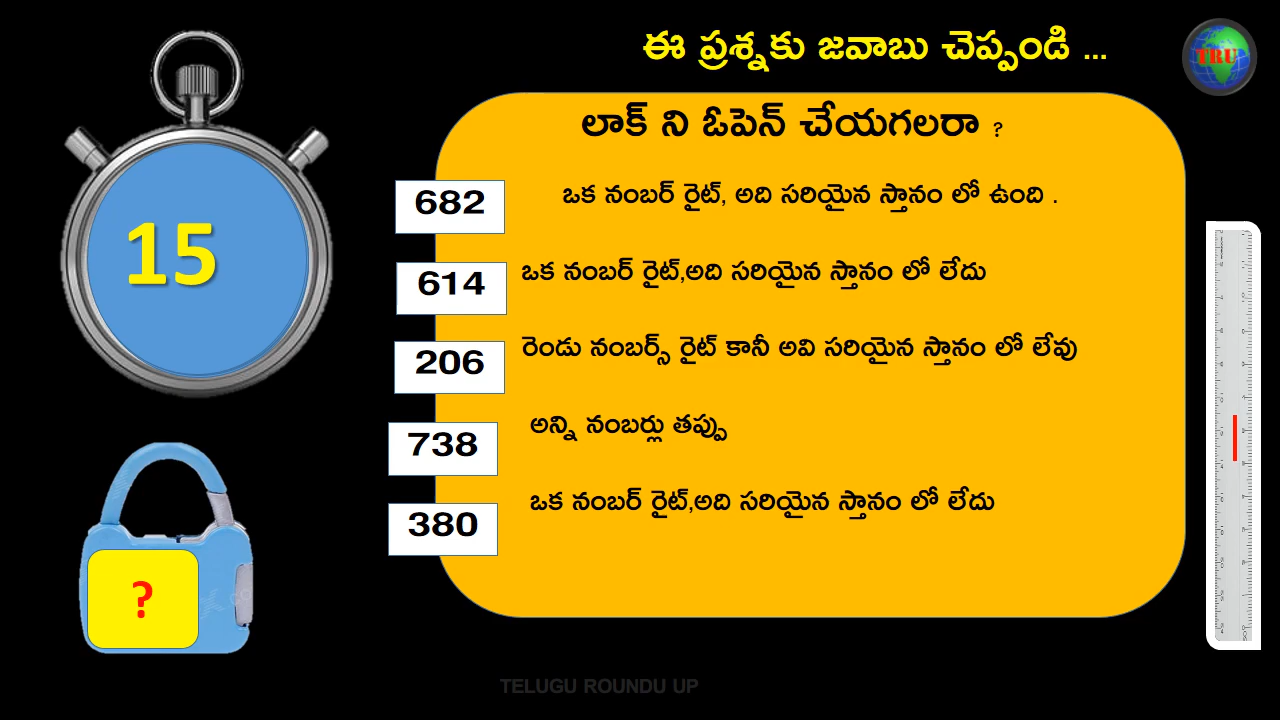 ఈ ప్రశ్నకు జవాబు చెప్పండి ...
TRU
లాక్ ని ఓపెన్ చేయగలరా ?
682 ఒక నంబర్ రైట్, అది సరియైన స్తానం లో ఉంది .
15
614 ఒక నంబర్ రైట్,అది సరియైన స్తానం లో లేదు
206 రెండు నంబర్స్ రైట్ కానీ అవి సరియైన స్తానం లో లేవు
738 అన్ని నంబర్లు తప్పు
380 ఒక నంబర్ రైట్,అది సరియైన స్తానం లో లేదు
?
TELUGU ROUNDU UP